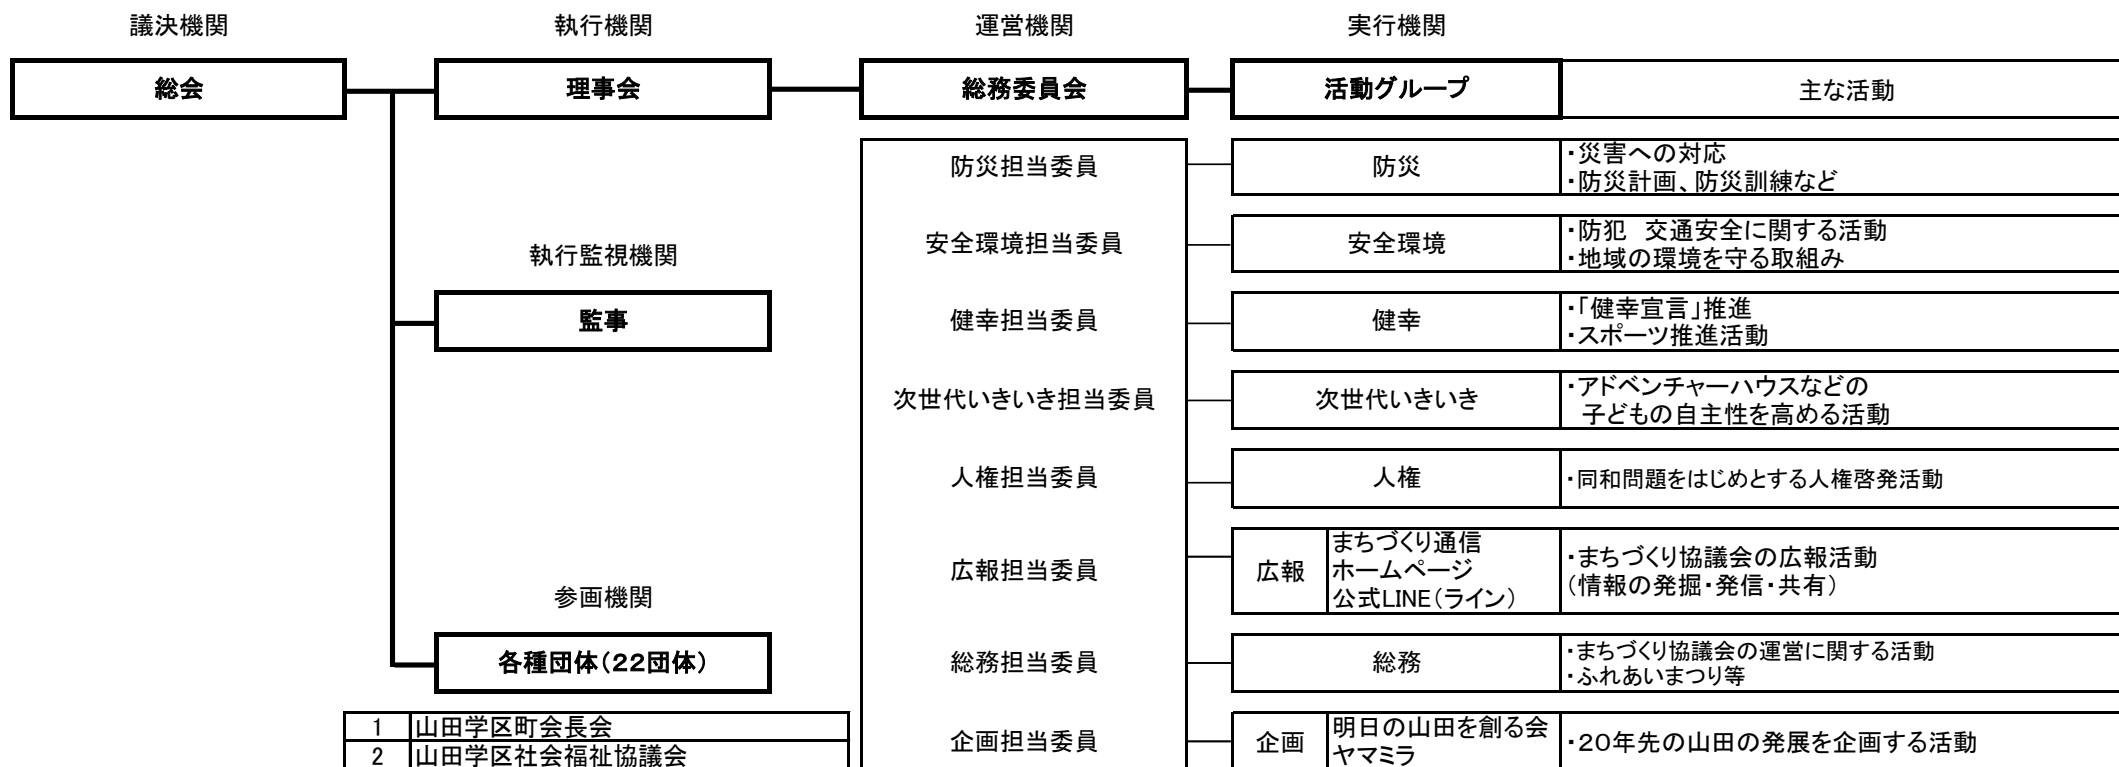 議決機関
執行機関
運営機関
実行機関
総会
理事会
総務委員会
活動グループ
主な活動
防災担当委員
防災
・災害への対応
・防災計画、防災訓練など
安全環境担当委員
安全環境
・防犯　交通安全に関する活動
・地域の環境を守る取組み
執行監視機関
監事
健幸担当委員
健幸
・「健幸宣言」推進
・スポーツ推進活動
次世代いきいき担当委員
次世代いきいき
・アドベンチャーハウスなどの
子どもの自主性を高める活動
人権担当委員
人権
・同和問題をはじめとする人権啓発活動
広報担当委員
広報
まちづくり通信
ホームページ
公式LINE（ライン）
・まちづくり協議会の広報活動
（情報の発掘・発信・共有）
参画機関
各種団体（２２団体）
総務担当委員
総務
・まちづくり協議会の運営に関する活動
・ふれあいまつり等
1 山田学区町会長会
2 山田学区社会福祉協議会
企画担当委員
企画
明日の山田を創る会
ヤマミラ
・２０年先の山田の発展を企画する活動